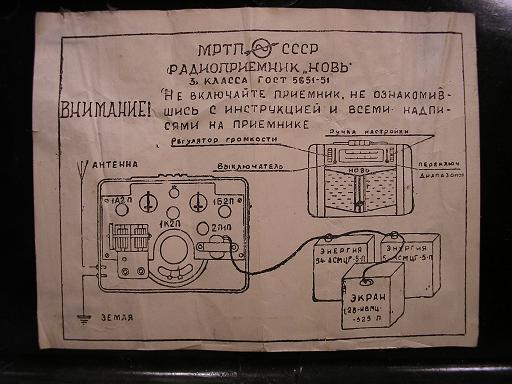 МРТП СССР
РАДИОПРИЕМНИК „НОВЬ"
3 КЛАССА ГОСТ 5651-51
ВНИМАНИЕ!
НЕ ВКЛЮЧАЙТЕ ПРИЕМНИК, НЕ ОЗНАКОМИВ-
ШИСЬ С ИНСТРУКЦИЕЙ И ВСЕМИ НАДПИ-
СЯМИ НА ПРИЕМНИКЕ
Ручка настройки
Регулятор громкости
Выключатель
ПЕРЕКЛЮЧ
ДИАПАЗОНА
НОВЬ
АНТЕННА
1А2П
1Б2П
1К2П
2П1П
ЗЕМЛЯ
ЭНЕРГИЯ
ЭНЕРГИЯ
ЭКРАН